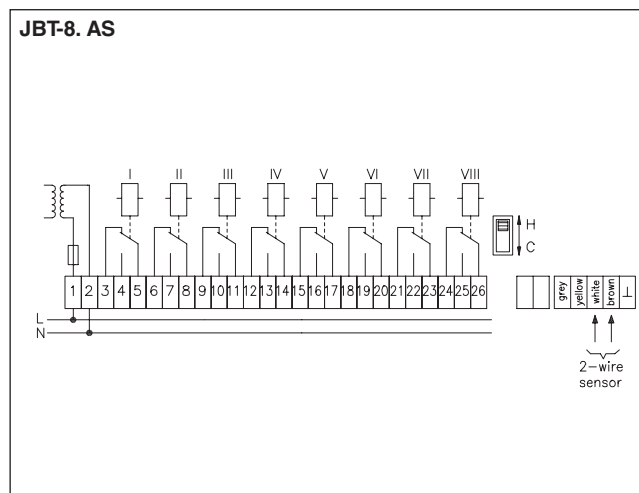 JBT-8. AS
I II III IV V VI VII VIII
H
C
1 2 3 4 5 6 7 8 9 10 11 12 13 14 15 16 17 18 19 20 21 22 23 24 25 26
grey yellow white brown ⊥
L
N
2-wire
sensor